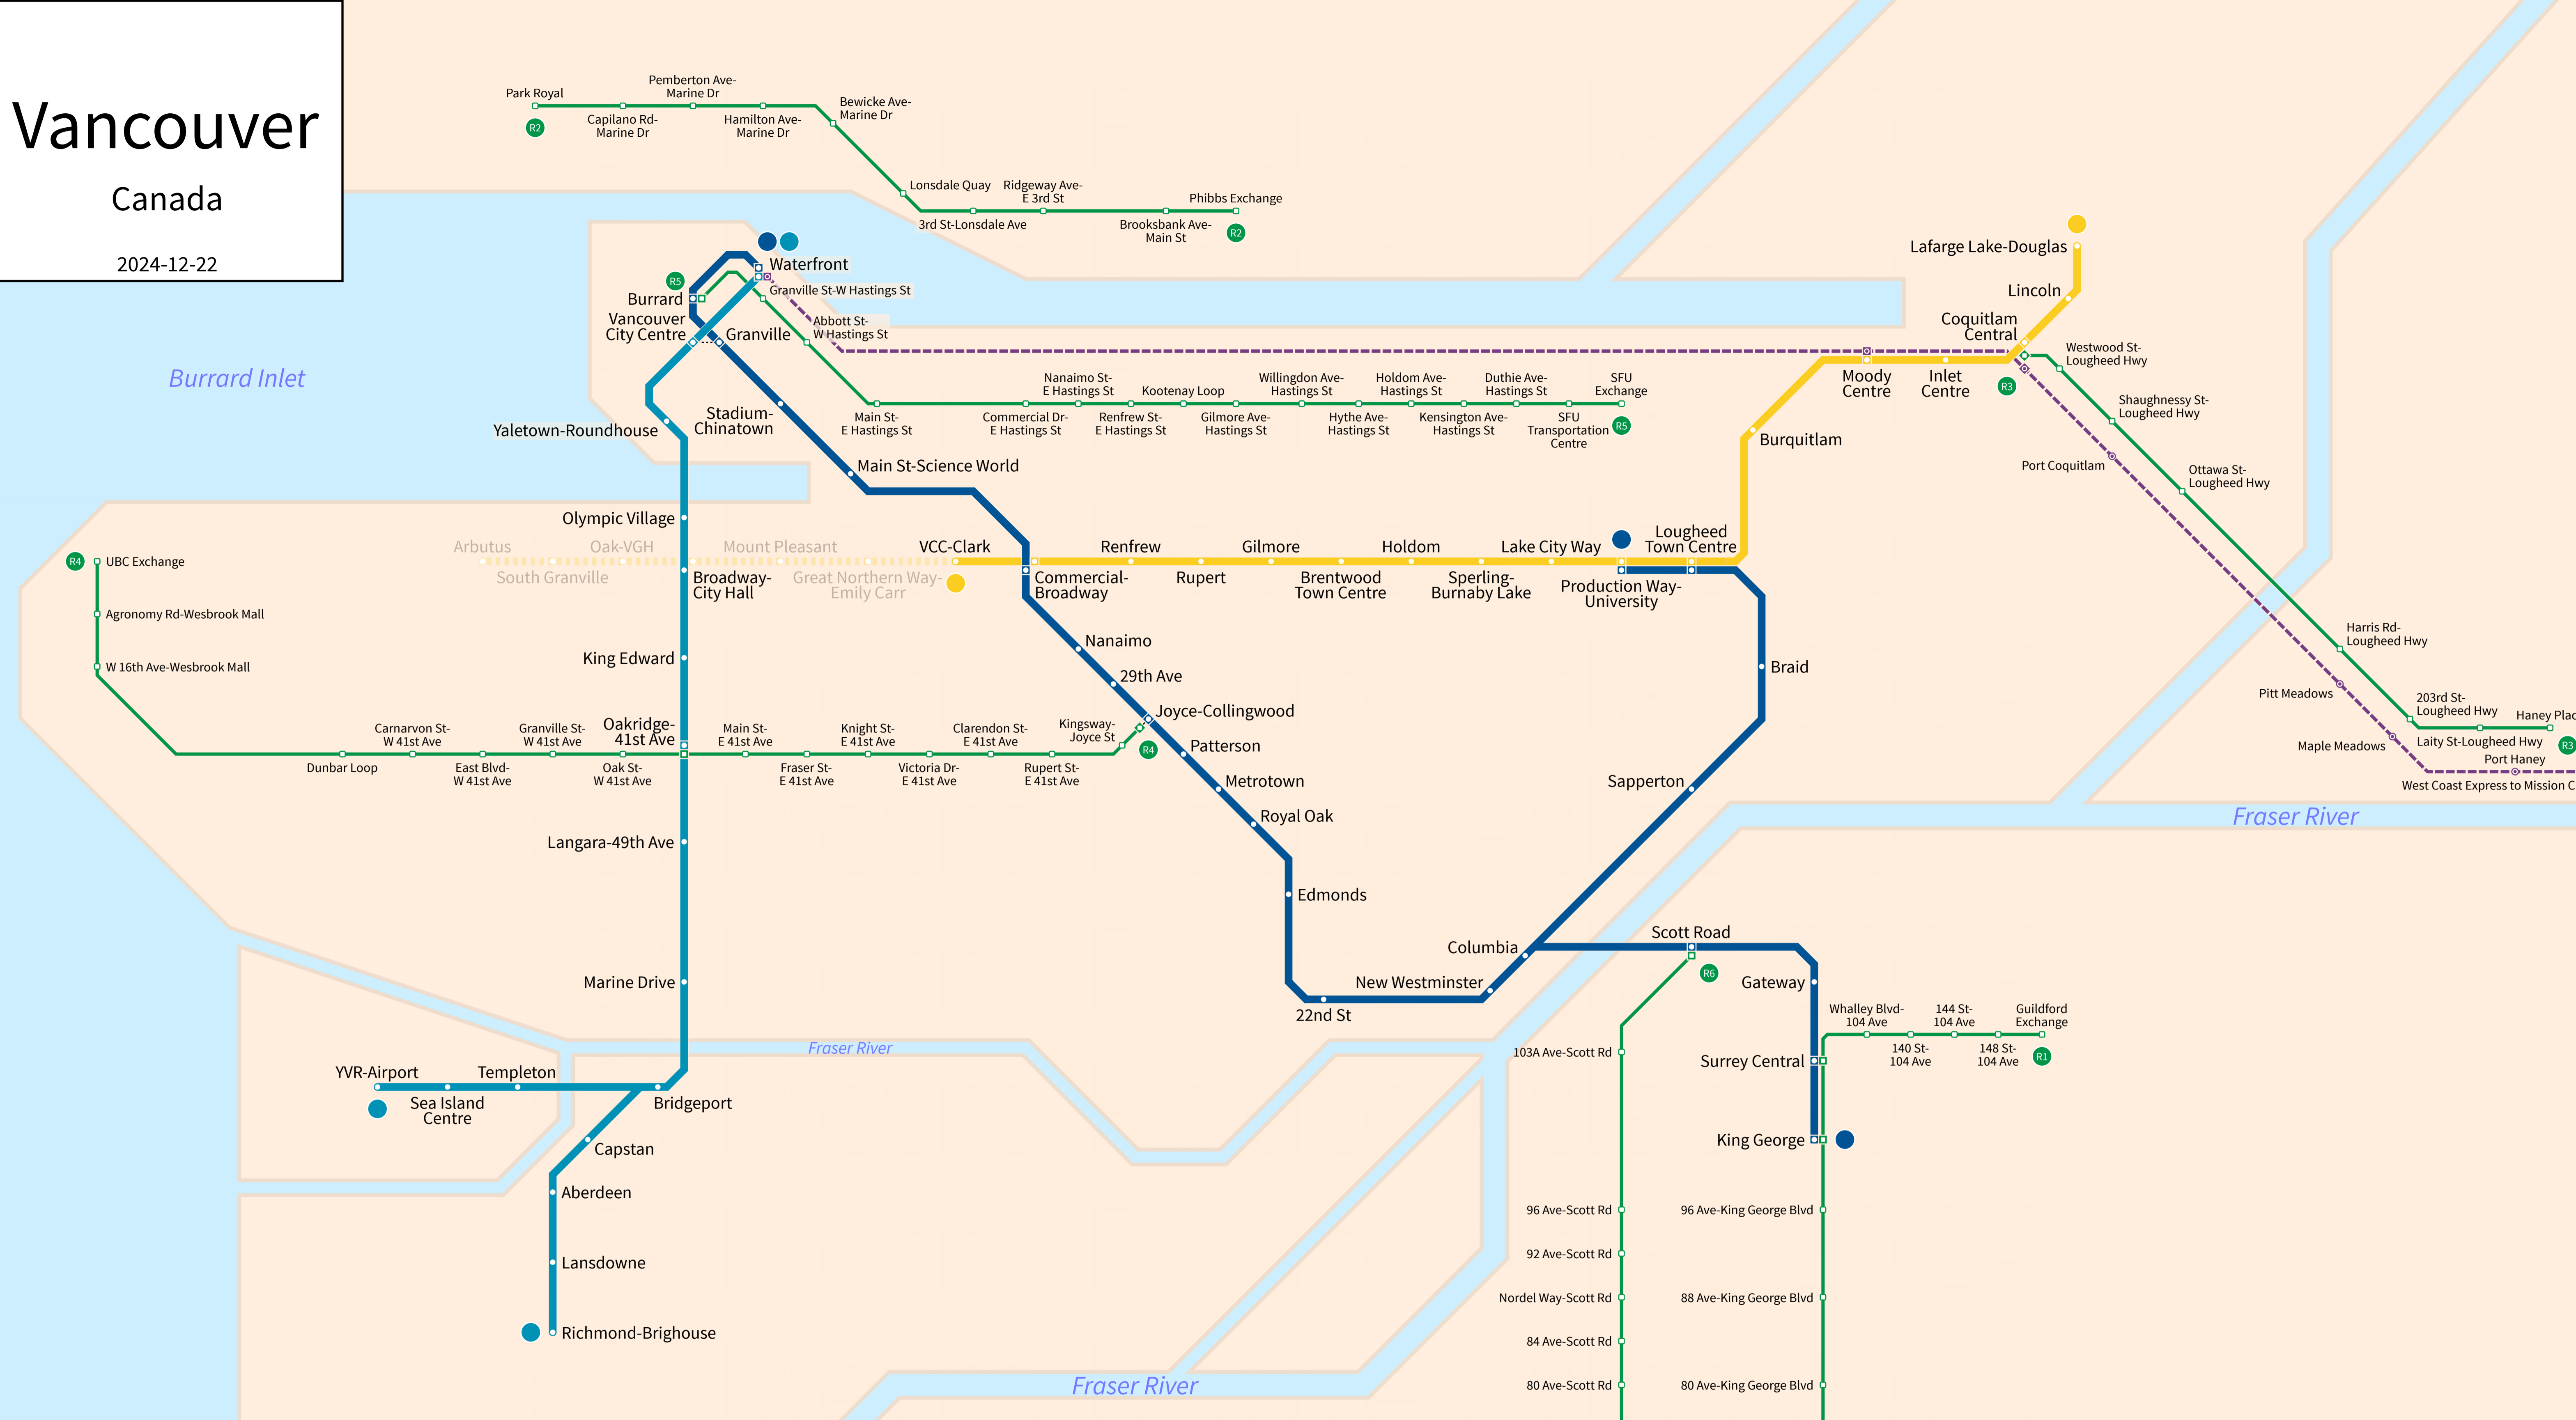 Vancouver
Canada
2024-12-22
Park Royal
R2
Capilano Rd-
Marine Dr
Pemberton Ave-
Marine Dr
Hamilton Ave-
Marine Dr
Bewicke Ave-
Marine Dr
Lonsdale Quay
3rd St-Lonsdale Ave
Ridgeway Ave-
E 3rd St
Brooksbank Ave-
Main St
Phibbs Exchange
R2
Burrard Inlet
Waterfront
R5
Burrard
Granville St-W Hastings St
Abbott St-
W Hastings St
Vancouver
City Centre
Granville
Stadium-
Chinatown
Yaletown-Roundhouse
Main St-Science World
Main St-
E Hastings St
Commercial Dr-
E Hastings St
Nanaimo St-
E Hastings St
Renfrew St-
E Hastings St
Kootenay Loop
Gilmore Ave-
Hastings St
Willingdon Ave-
Hastings St
Hythe Ave-
Hastings St
Holdom Ave-
Hastings St
Kensington Ave-
Hastings St
Duthie Ave-
Hastings St
SFU
Transportation
Centre
SFU
Exchange
R5
Lafarge Lake-Douglas
Lincoln
Coquitlam
Central
R3
Moody
Centre
Inlet
Centre
Burquitlam
Westwood St-
Lougheed Hwy
Shaughnessy St-
Lougheed Hwy
Port Coquitlam
Ottawa St-
Lougheed Hwy
Harris Rd-
Lougheed Hwy
Pitt Meadows
203rd St-
Lougheed Hwy
Maple Meadows
Laity St-Lougheed Hwy
Haney Plac
R3
Port Haney
West Coast Express to Mission C
Fraser River
Olympic Village
Arbutus
South Granville
Oak-VGH
Mount Pleasant
Great Northern Way-
Emily Carr
VCC-Clark
Broadway-
City Hall
Commercial-
Broadway
Renfrew
Rupert
Gilmore
Brentwood
Town Centre
Holdom
Sperling-
Burnaby Lake
Lake City Way
Production Way-
University
Lougheed
Town Centre
R4
UBC Exchange
Agronomy Rd-Wesbrook Mall
W 16th Ave-Wesbrook Mall
Dunbar Loop
Carnarvon St-
W 41st Ave
East Blvd-
W 41st Ave
Granville St-
W 41st Ave
Oak St-
W 41st Ave
Oakridge-
41st Ave
Main St-
E 41st Ave
Fraser St-
E 41st Ave
Knight St-
E 41st Ave
Victoria Dr-
E 41st Ave
Clarendon St-
E 41st Ave
Rupert St-
E 41st Ave
Kingsway-
Joyce St
R4
King Edward
Langara-49th Ave
Marine Drive
Nanaimo
29th Ave
Joyce-Collingwood
Patterson
Metrotown
Royal Oak
Edmonds
22nd St
New Westminster
Columbia
Sapperton
Braid
Scott Road
R6
Gateway
Surrey Central
King George
Whalley Blvd-
104 Ave
140 St-
104 Ave
144 St-
104 Ave
148 St-
104 Ave
Guildford
Exchange
R1
Fraser River
YVR-Airport
Sea Island
Centre
Templeton
Bridgeport
Capstan
Aberdeen
Lansdowne
Richmond-Brighouse
103A Ave-Scott Rd
96 Ave-Scott Rd
92 Ave-Scott Rd
Nordel Way-Scott Rd
84 Ave-Scott Rd
80 Ave-Scott Rd
96 Ave-King George Blvd
88 Ave-King George Blvd
80 Ave-King George Blvd
Fraser River